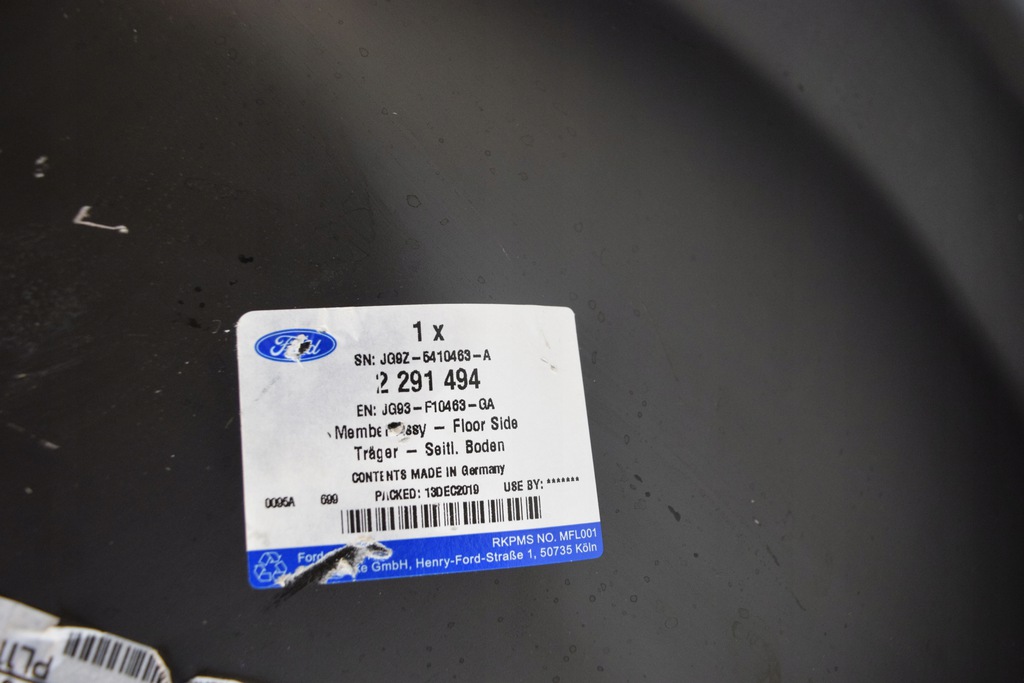 Ford
1 x
SN: JG9Z-5410463-A
2 291 494
EN: JG93-F10463-GA
Member - Floor Side
Träger - Seitl. Boden
CONTENTS MADE IN Germany
0095A 699 PACKED: 13DEC2019 USE BY: *******
RKPMS NO. MFL001
Ford GmbH, Henry-Ford-Straße 1, 50735 Köln